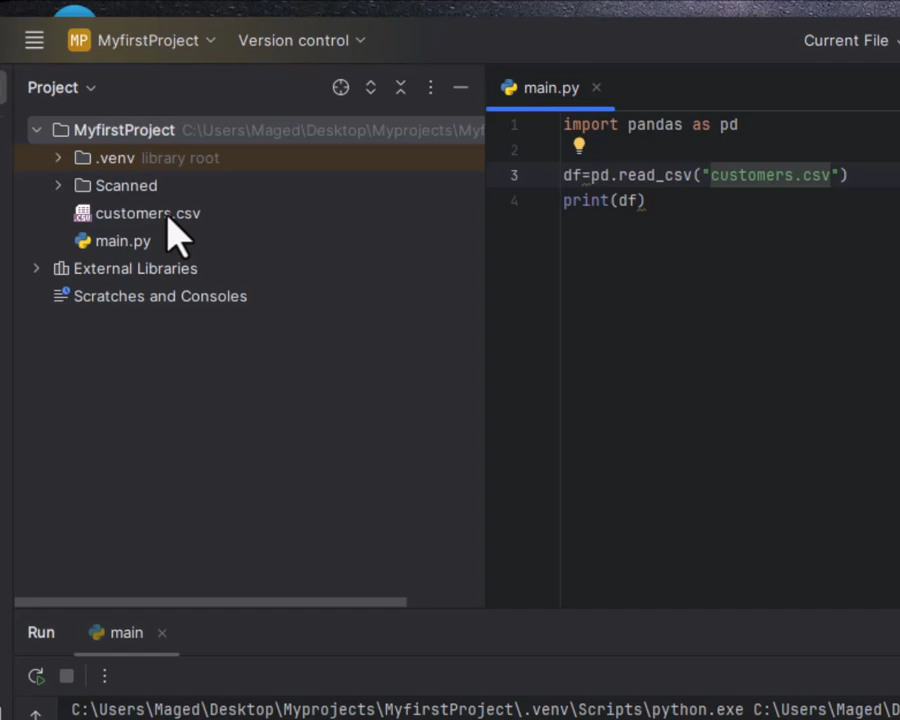 MP MyfirstProject Version control Current File
Project
main.py
MyfirstProject C:\Users\Maged\Desktop\Myprojects\Myf
.venv library root
Scanned
customers.csv
main.py
External Libraries
Scratches and Consoles
1 import pandas as pd
2
3 df=pd.read_csv("customers.csv")
4 print(df)
Run main
C:\Users\Maged\Desktop\Myprojects\MyfirstProject\.venv\Scripts\python.exe C:\Users\Maged\D